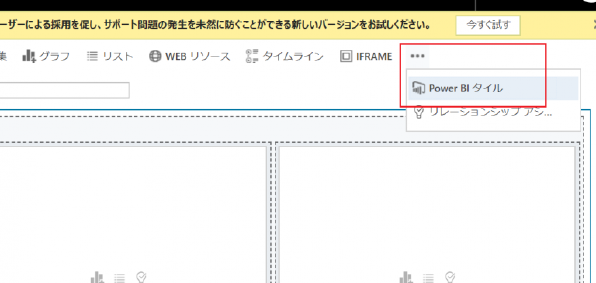 ーザーによる採用を促し、サポート問題の発生を未然に防ぐことができる新しいバージョンをお試しください。 今すぐ試す
集 グラフ リスト WEB リソース タイムライン IFRAME
Power BI タイル
リレーションシップ アシ...